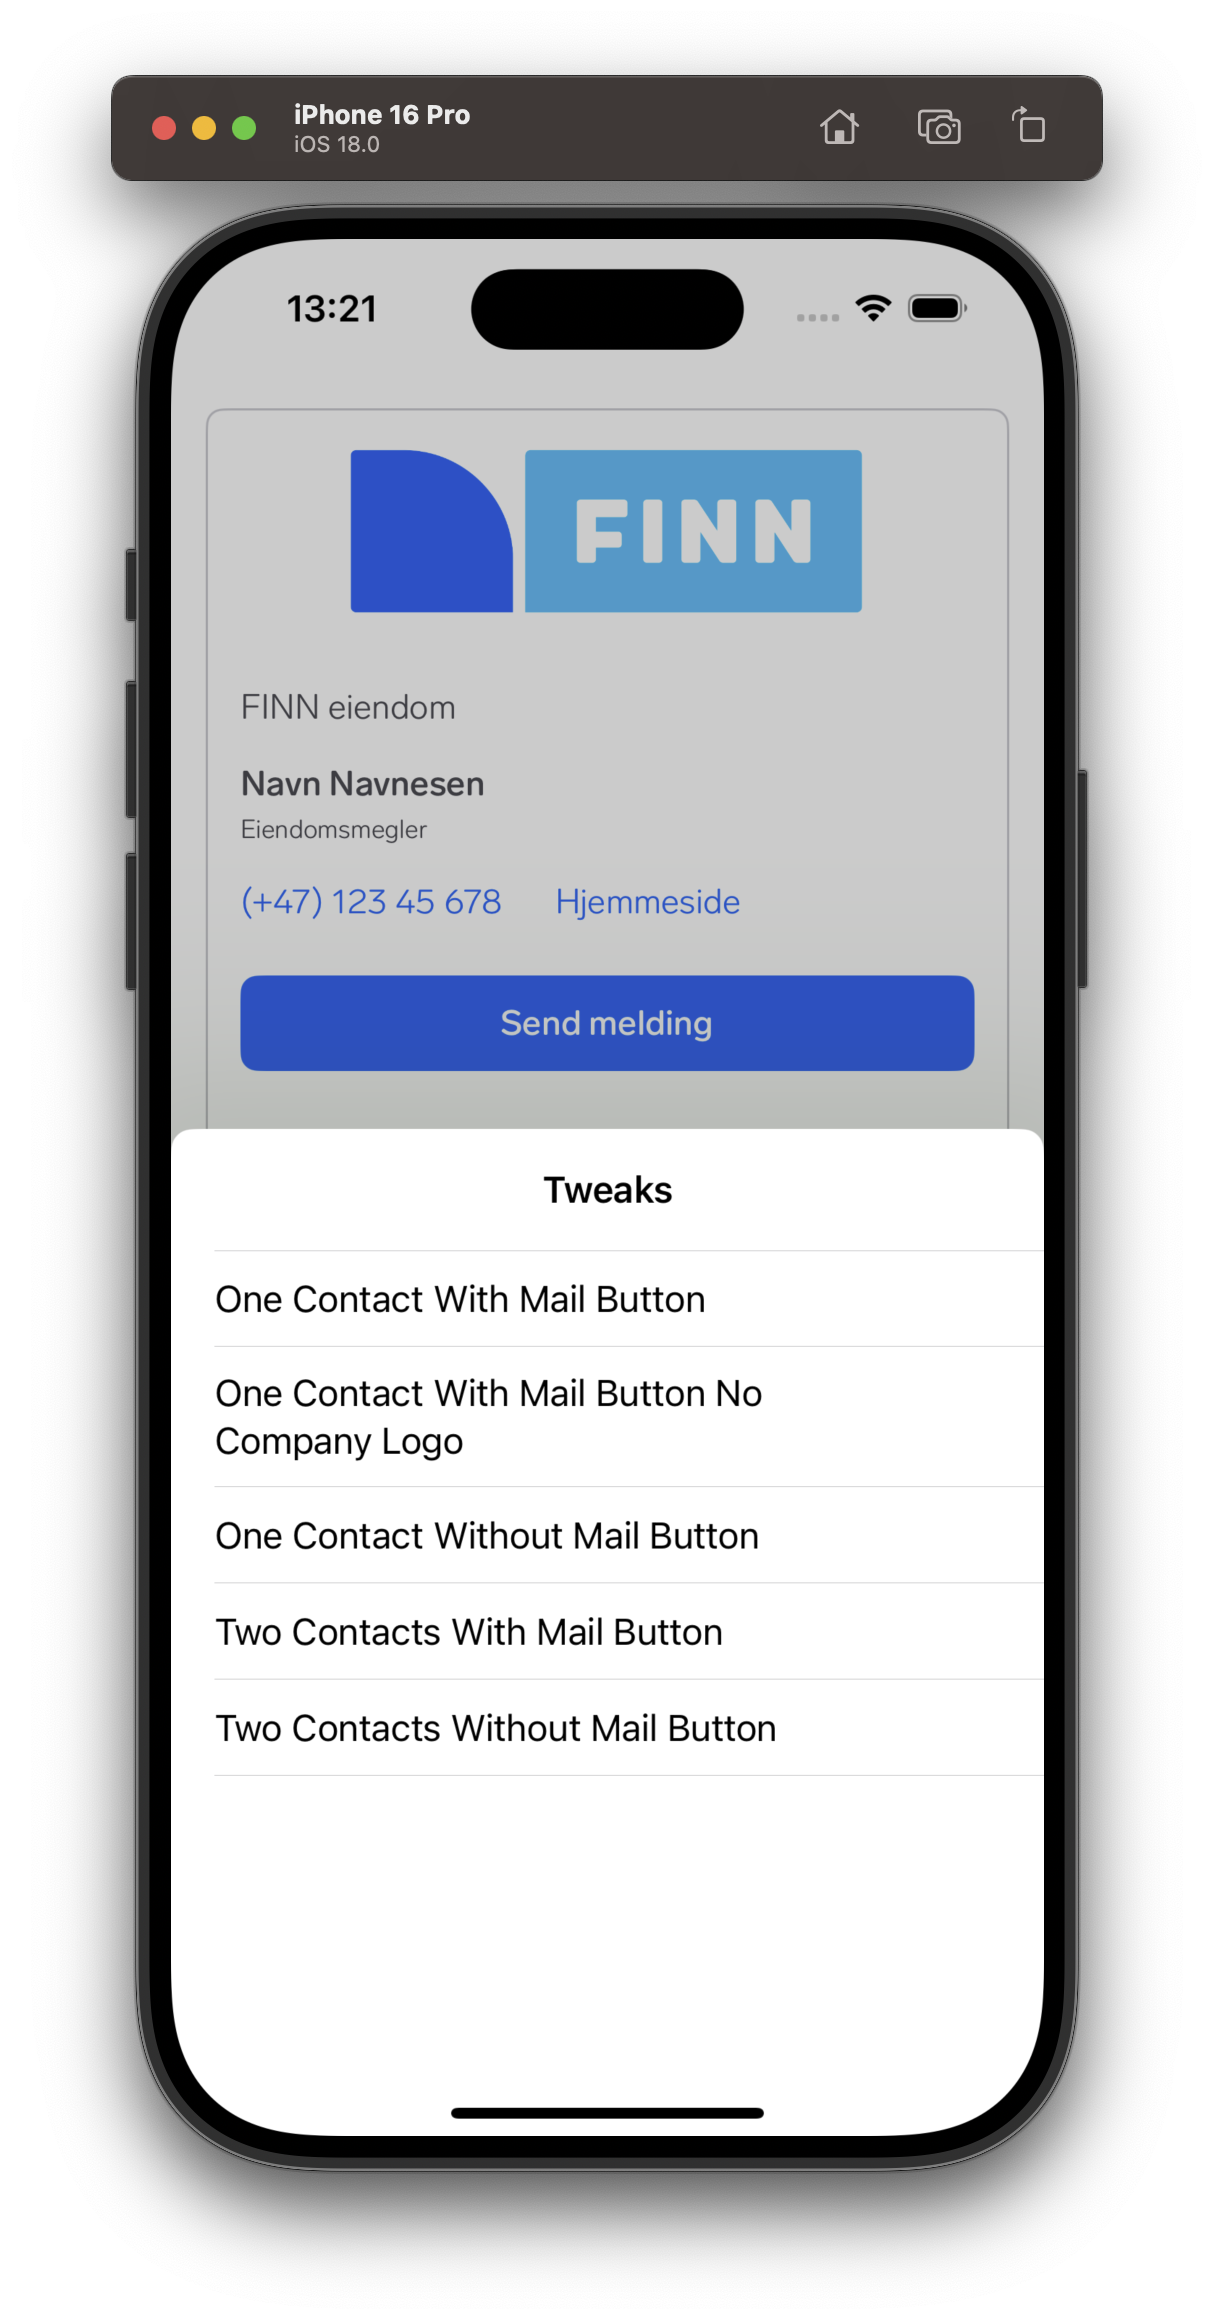 iPhone 16 Pro
iOS 18.0
13:21
FINN
FINN eiendom
Navn Navnesen
Eiendomsmegler
(+47) 123 45 678 Hjemmeside
Send melding
Tweaks
One Contact With Mail Button
One Contact With Mail Button No
Company Logo
One Contact Without Mail Button
Two Contacts With Mail Button
Two Contacts Without Mail Button